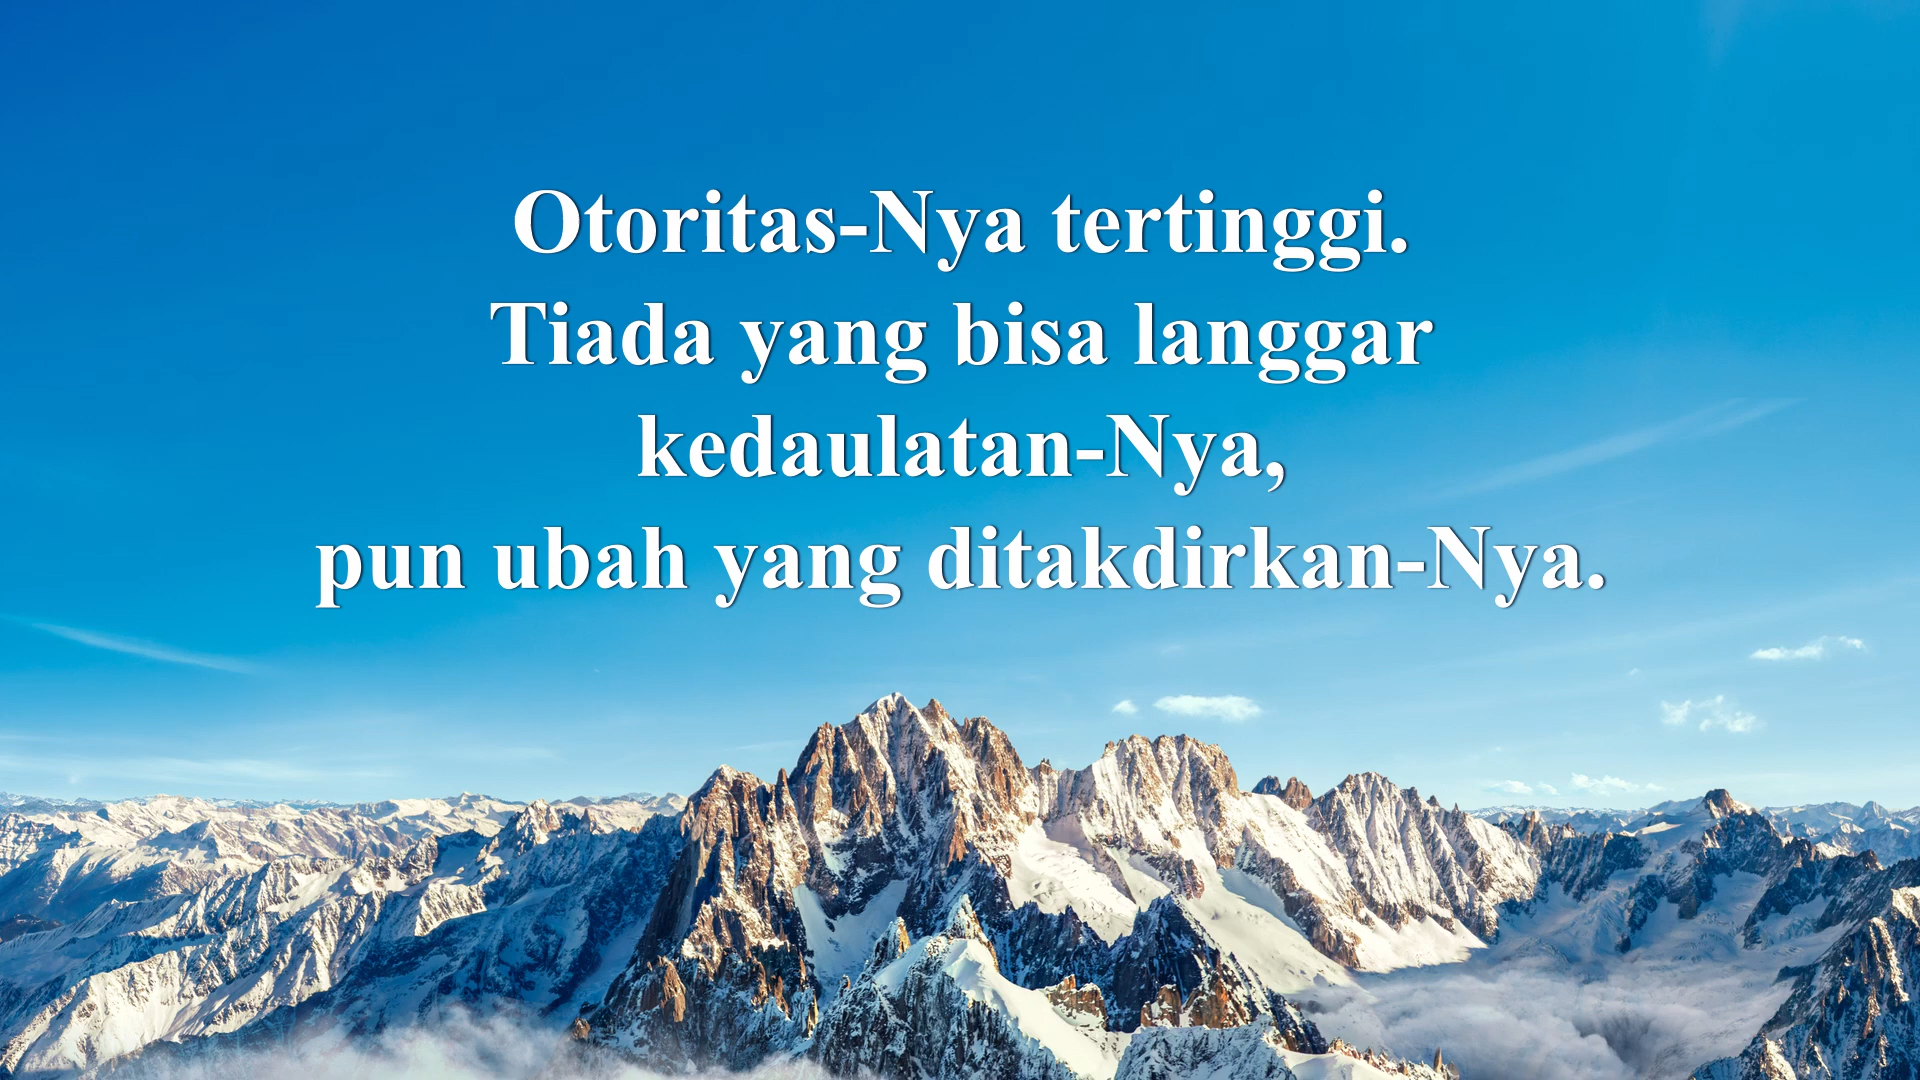 Otoritas-Nya tertinggi.
Tiada yang bisa langgar
kedaulatan-Nya,
pun ubah yang ditakdirkan-Nya.